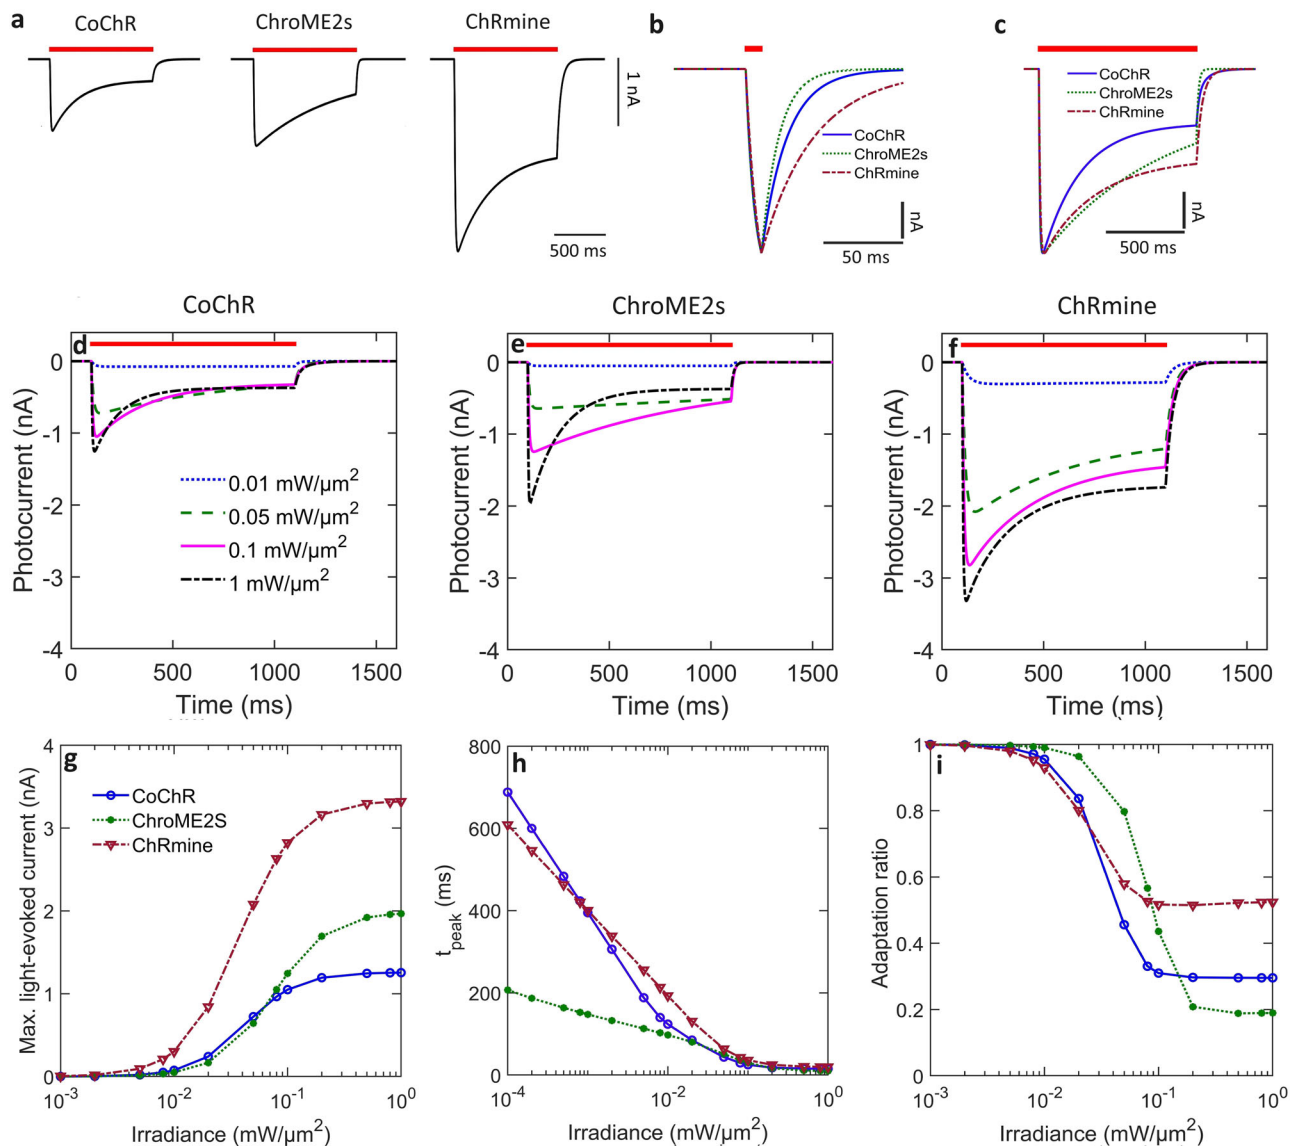 a
CoChR
ChroME2s
ChRmine
1 nA
500 ms
b
CoChR
ChroME2s
ChRmine
nA
50 ms
c
CoChR
ChroME2s
ChRmine
nA
500 ms
CoChR
d
0
-1
-2
-3
-4
Photocurrent (nA)
0.01 mW/µm²
0.05 mW/µm²
0.1 mW/µm²
1 mW/µm²
0 500 1000 1500
Time (ms)
ChroME2s
e
0
-1
-2
-3
-4
Photocurrent (nA)
0 500 1000 1500
Time (ms)
ChRmine
f
0
-1
-2
-3
-4
Photocurrent (nA)
0 500 1000 1500
Time (ms)
g
4
3
2
1
0
Max. light-evoked current (nA)
CoChR
ChroME2S
ChRmine
10⁻³ 10⁻² 10⁻¹ 10⁰
Irradiance (mW/µm²)
h
800
600
400
200
0
t_peak (ms)
10⁻⁴ 10⁻² 10⁰
Irradiance (mW/µm²)
i
1
0.8
0.6
0.4
0.2
0
Adaptation ratio
10⁻³ 10⁻² 10⁻¹ 10⁰
Irradiance (mW/µm²)